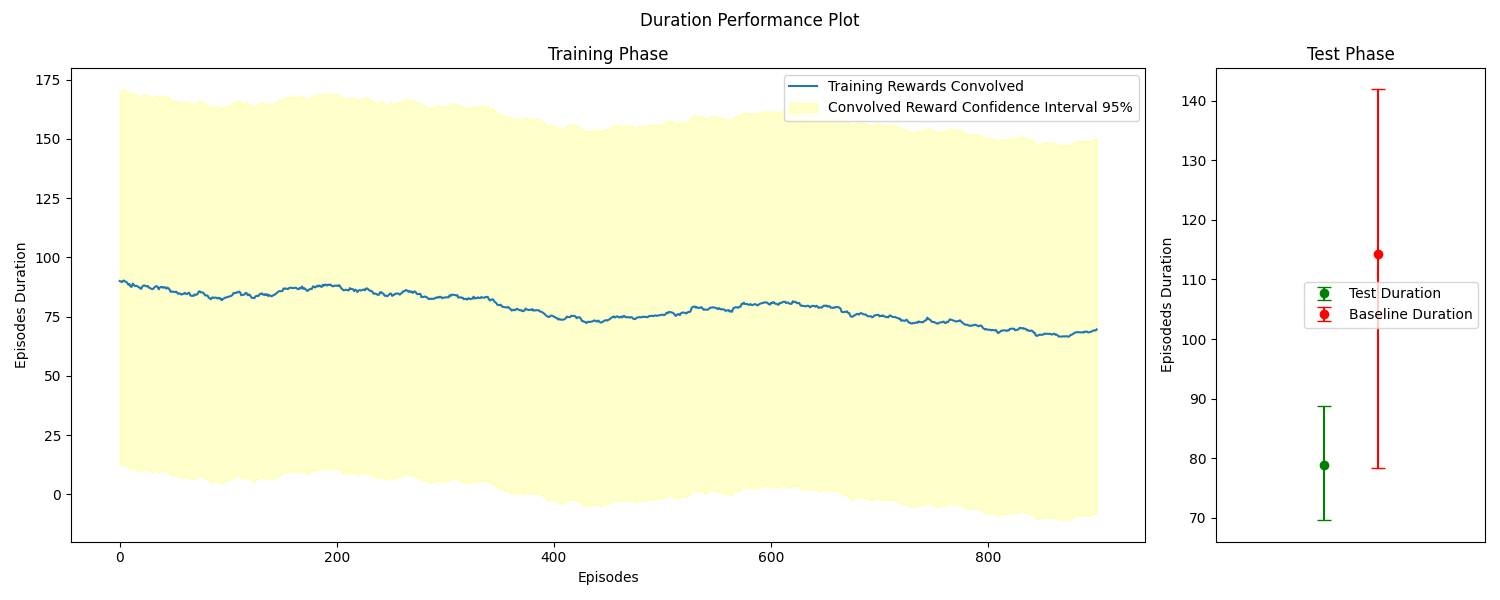 Duration Performance Plot
Training Phase
Test Phase
Training Rewards Convolved
Convolved Reward Confidence Interval 95%
Episodes Duration
175
150
125
100
75
50
25
0
0
200
400
600
800
Episodes
Episodeds Duration
140
130
120
110
100
90
80
70
Test Duration
Baseline Duration